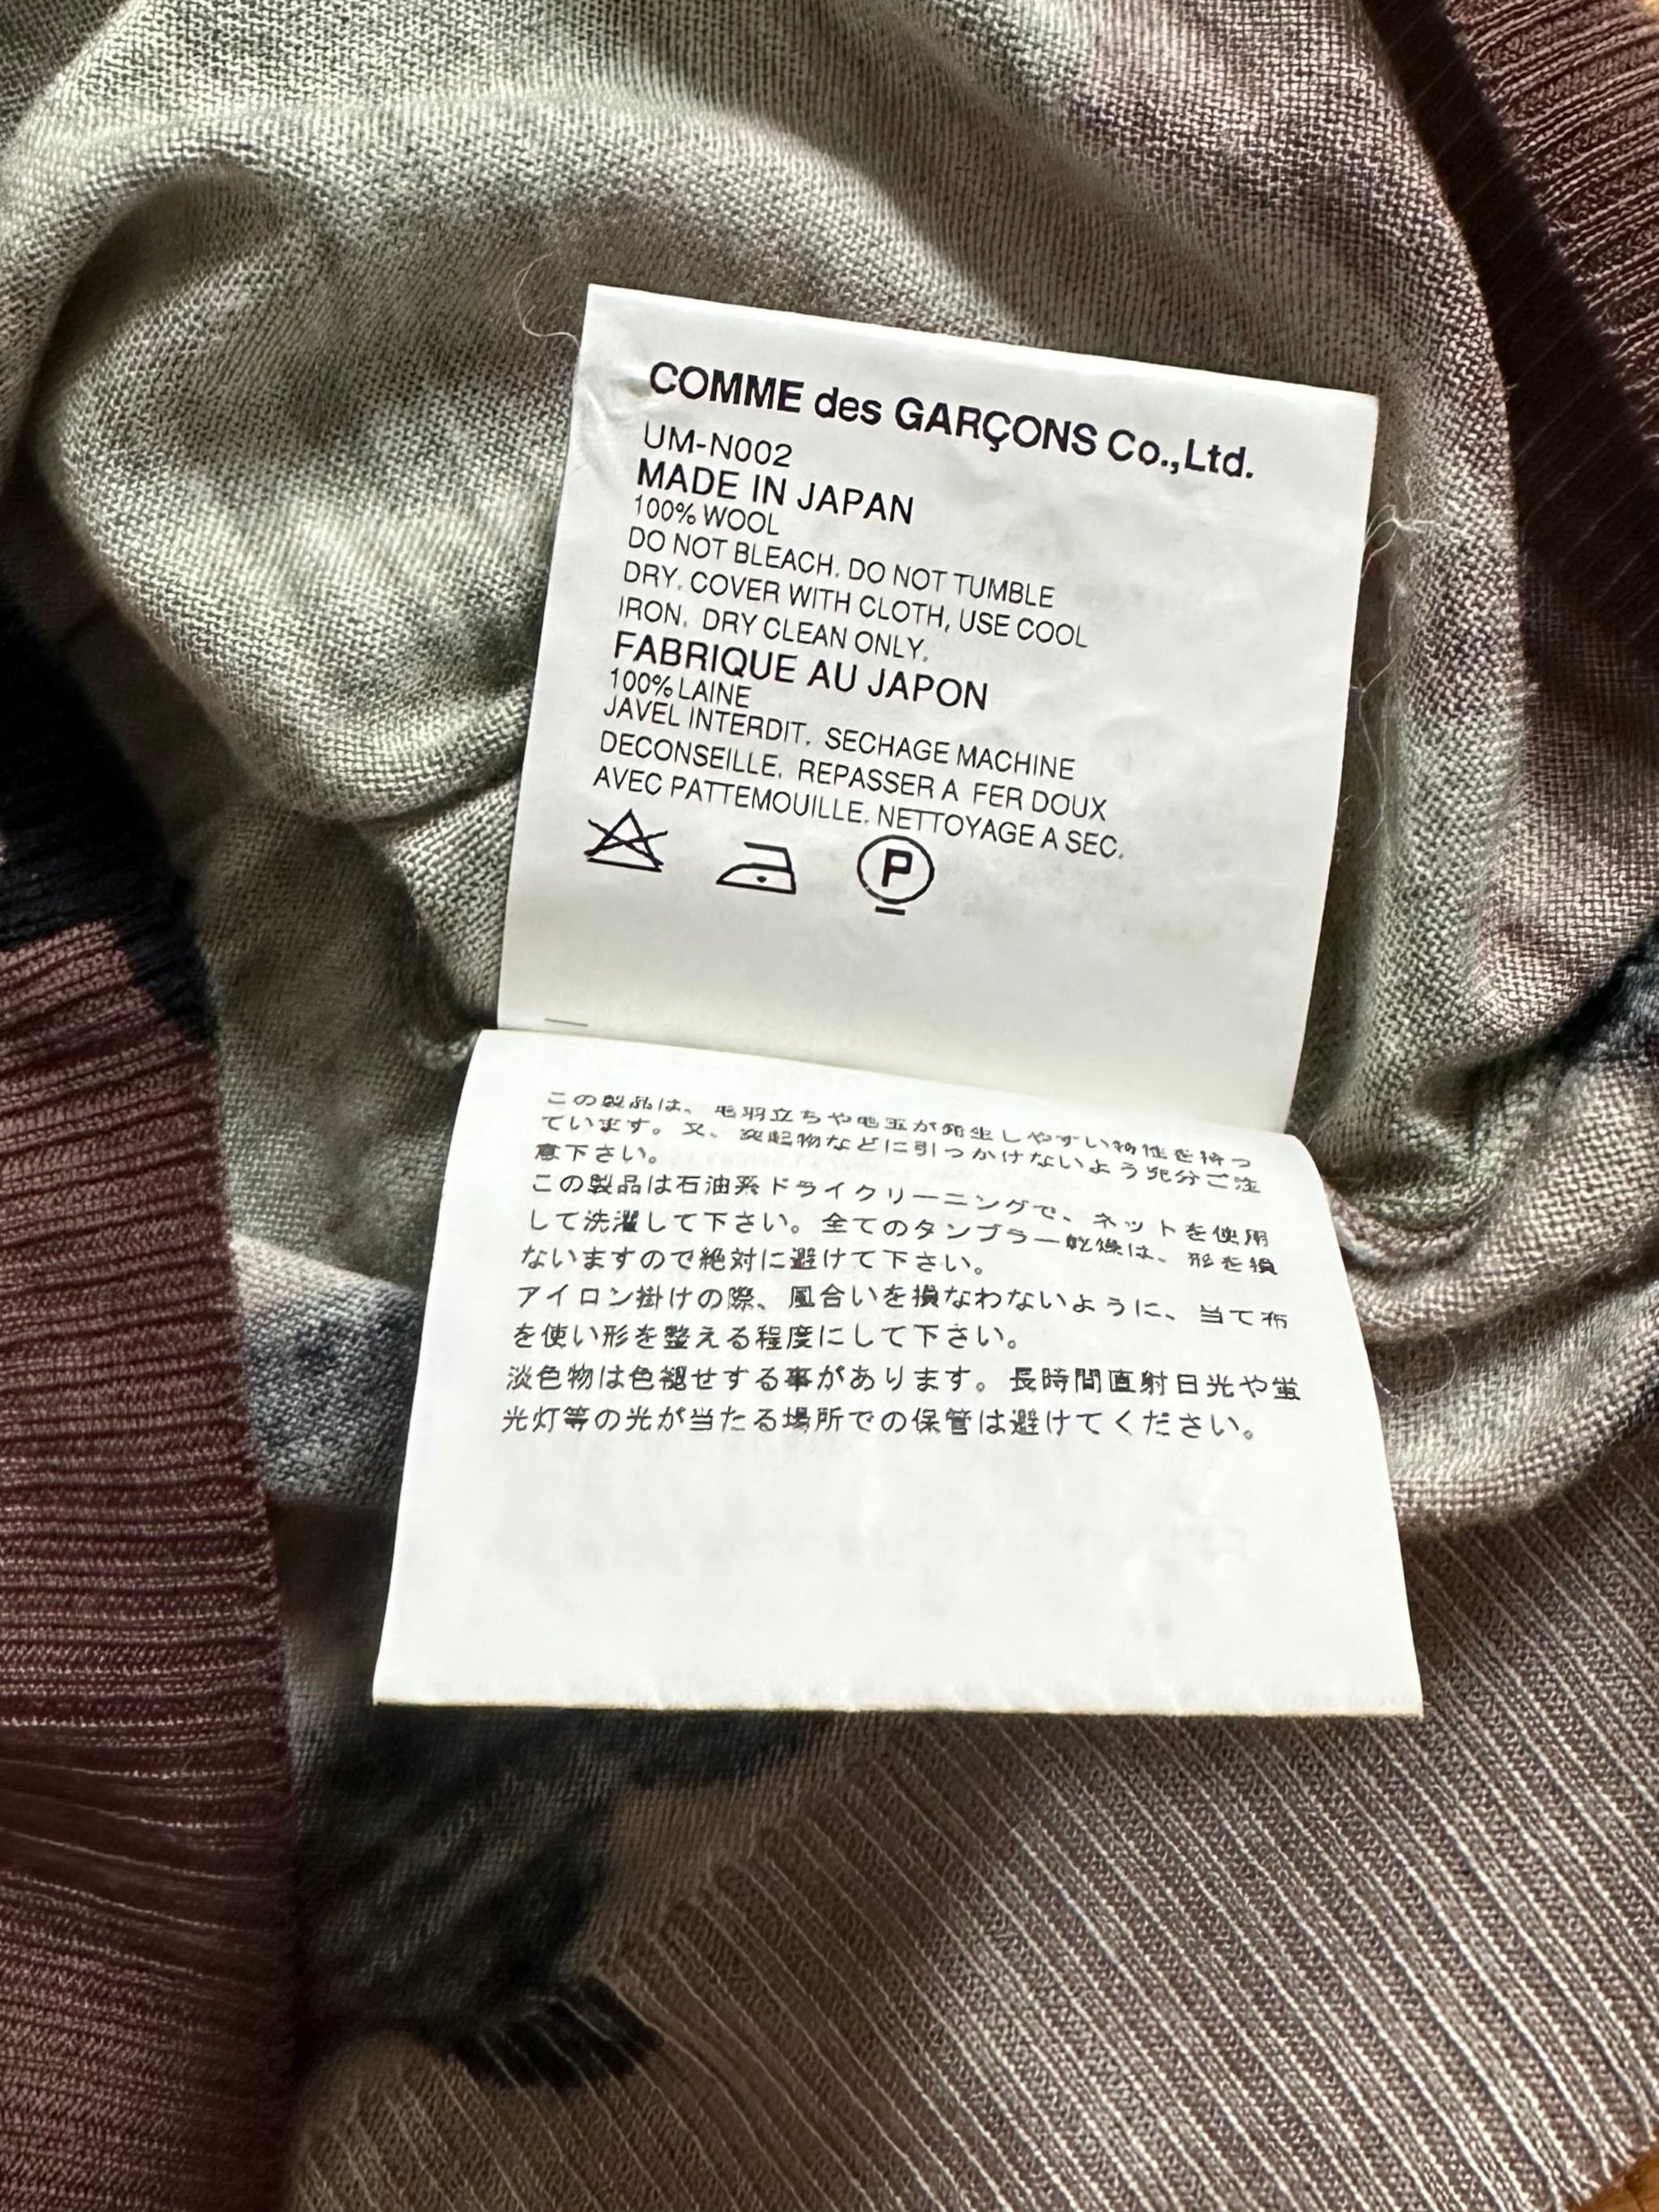 COMME des GARÇONS Co.,Ltd.
UM-N002
MADE IN JAPAN
100% WOOL
DO NOT BLEACH. DO NOT TUMBLE
DRY. COVER WITH CLOTH, USE COOL
IRON. DRY CLEAN ONLY.
FABRIQUE AU JAPON
100% LAINE
JAVEL INTERDIT. SECHAGE MACHINE
DECONSEILLE. REPASSER A FER DOUX
AVEC PATTEMOUILLE. NETTOYAGE A SEC.
P
この製品は、毛羽立ちや毛玉が発生しやすい特性を持っ
ています。又、突起物などに引っかけないよう充分ご注
意下さい。
この製品は石油系ドライクリーニングで、ネットを使用
して洗濯して下さい。全てのタンブラー乾燥は、形を損
ないますので絶対に避けて下さい。
アイロン掛けの際、風合いを損なわないように、当て布
を使い形を整える程度にして下さい。
淡色物は色褪せする事があります。長時間直射日光や蛍
光灯等の光が当たる場所での保管は避けてください。